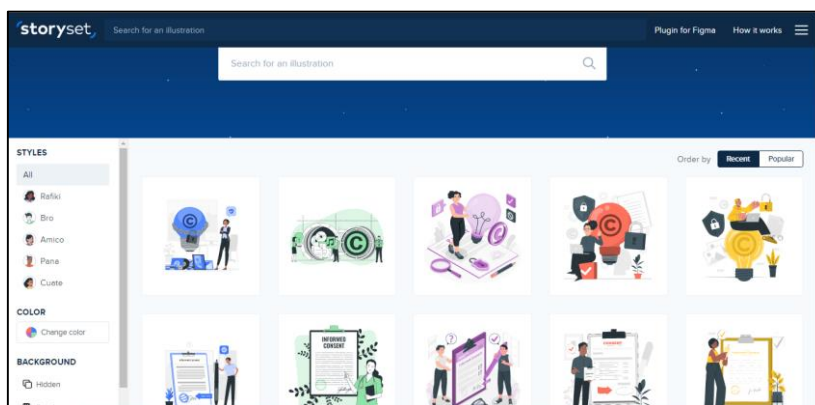 storyset
Search for an illustration
Plugin for Figma
How it works
Search for an illustration
STYLES
Order by
Recent
Popular
All
Rafiki
Bro
Amico
Pana
Cuate
COLOR
Change color
BACKGROUND
Hidden
INFORMED
CONSENT